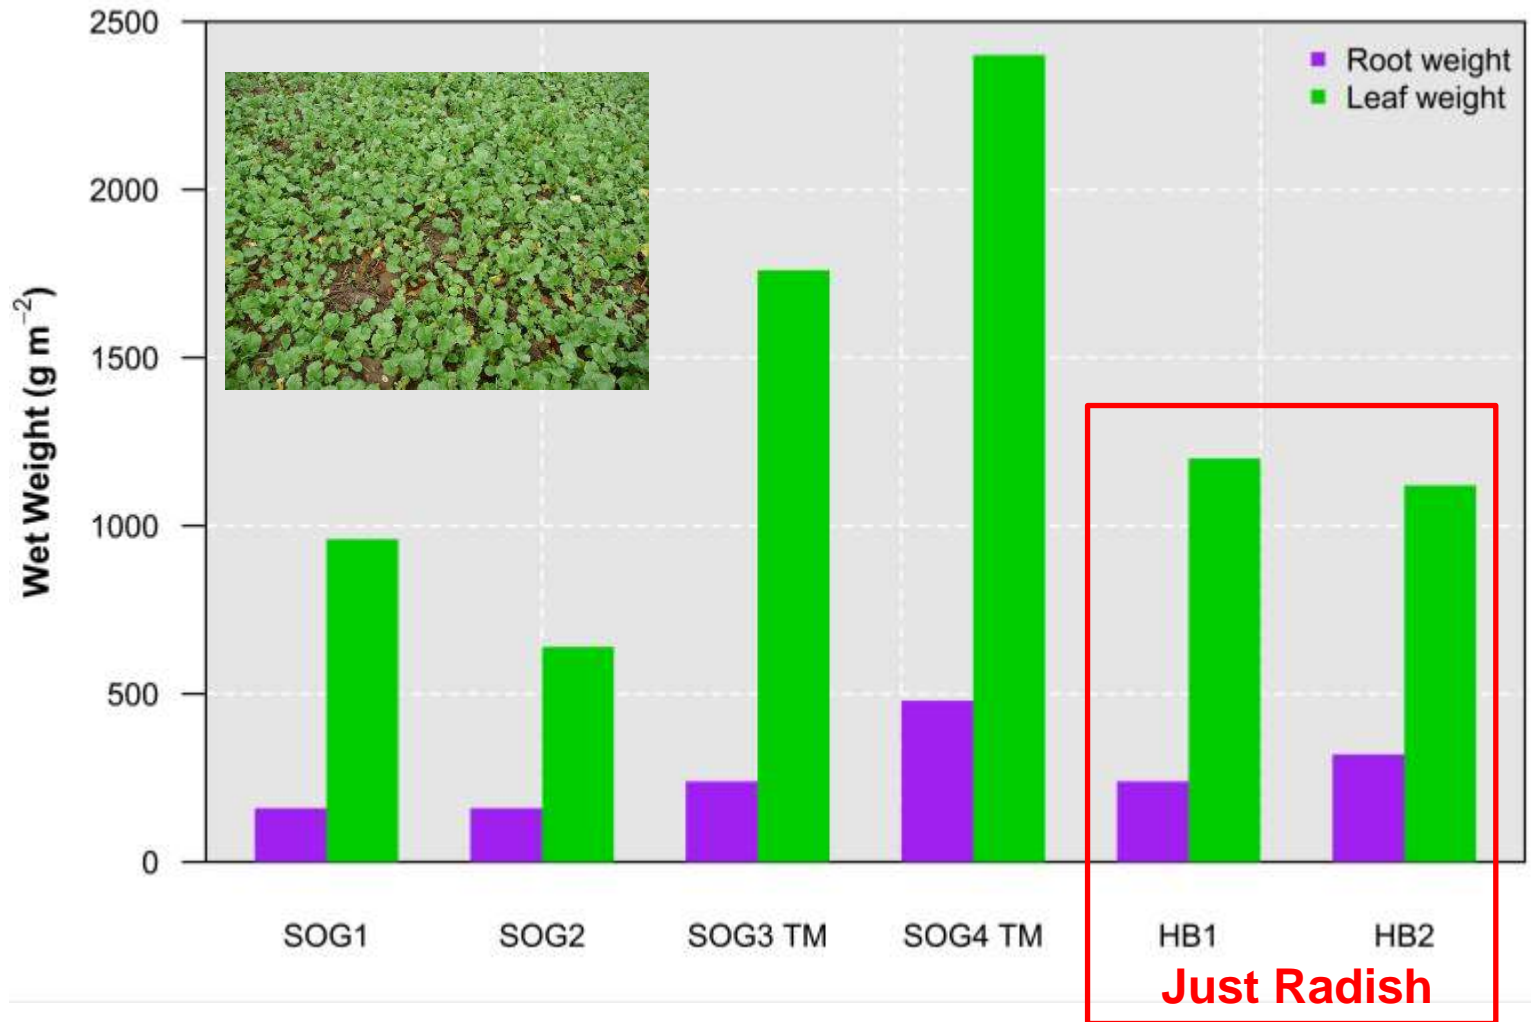 2500
2000
1500
1000
500
0
Wet Weight (g m⁻²)
Root weight
Leaf weight
SOG1 SOG2 SOG3 TM SOG4 TM HB1 HB2
Just Radish